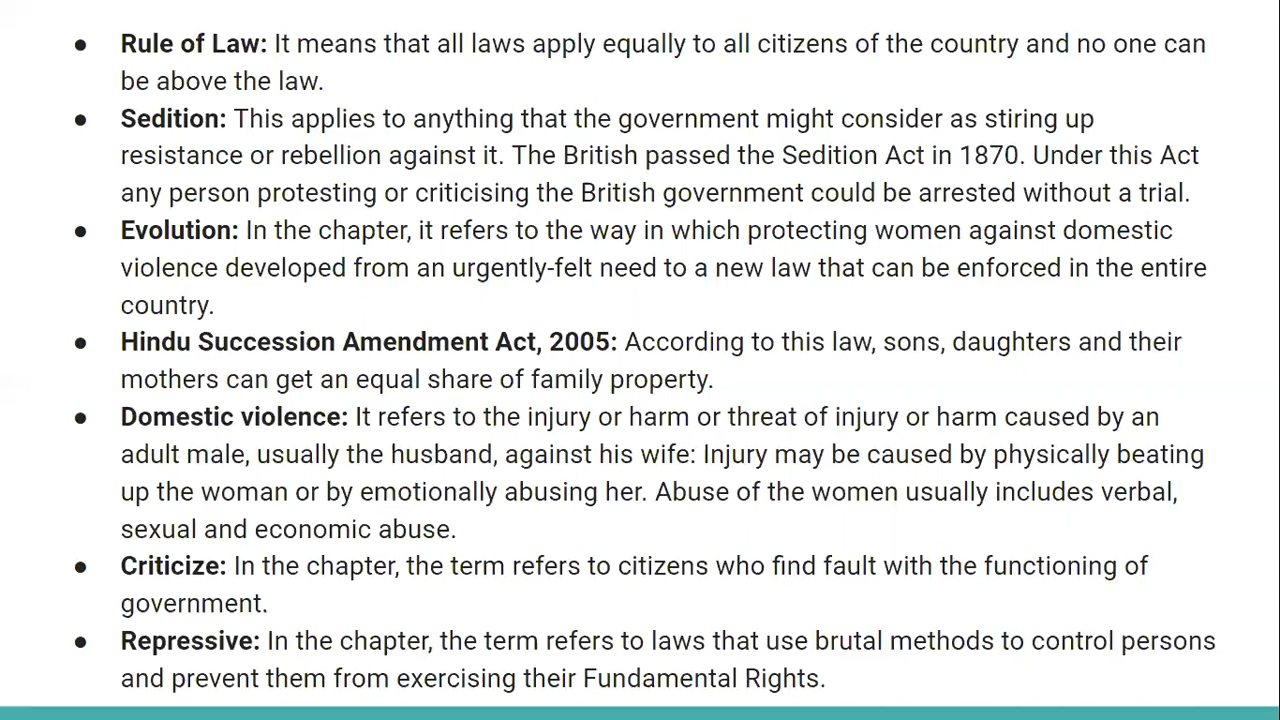 ● Rule of Law: It means that all laws apply equally to all citizens of the country and no one can
be above the law.
● Sedition: This applies to anything that the government might consider as stiring up
resistance or rebellion against it. The British passed the Sedition Act in 1870. Under this Act
any person protesting or criticising the British government could be arrested without a trial.
● Evolution: In the chapter, it refers to the way in which protecting women against domestic
violence developed from an urgently-felt need to a new law that can be enforced in the entire
country.
● Hindu Succession Amendment Act, 2005: According to this law, sons, daughters and their
mothers can get an equal share of family property.
● Domestic violence: It refers to the injury or harm or threat of injury or harm caused by an
adult male, usually the husband, against his wife: Injury may be caused by physically beating
up the woman or by emotionally abusing her. Abuse of the women usually includes verbal,
sexual and economic abuse.
● Criticize: In the chapter, the term refers to citizens who find fault with the functioning of
government.
● Repressive: In the chapter, the term refers to laws that use brutal methods to control persons
and prevent them from exercising their Fundamental Rights.